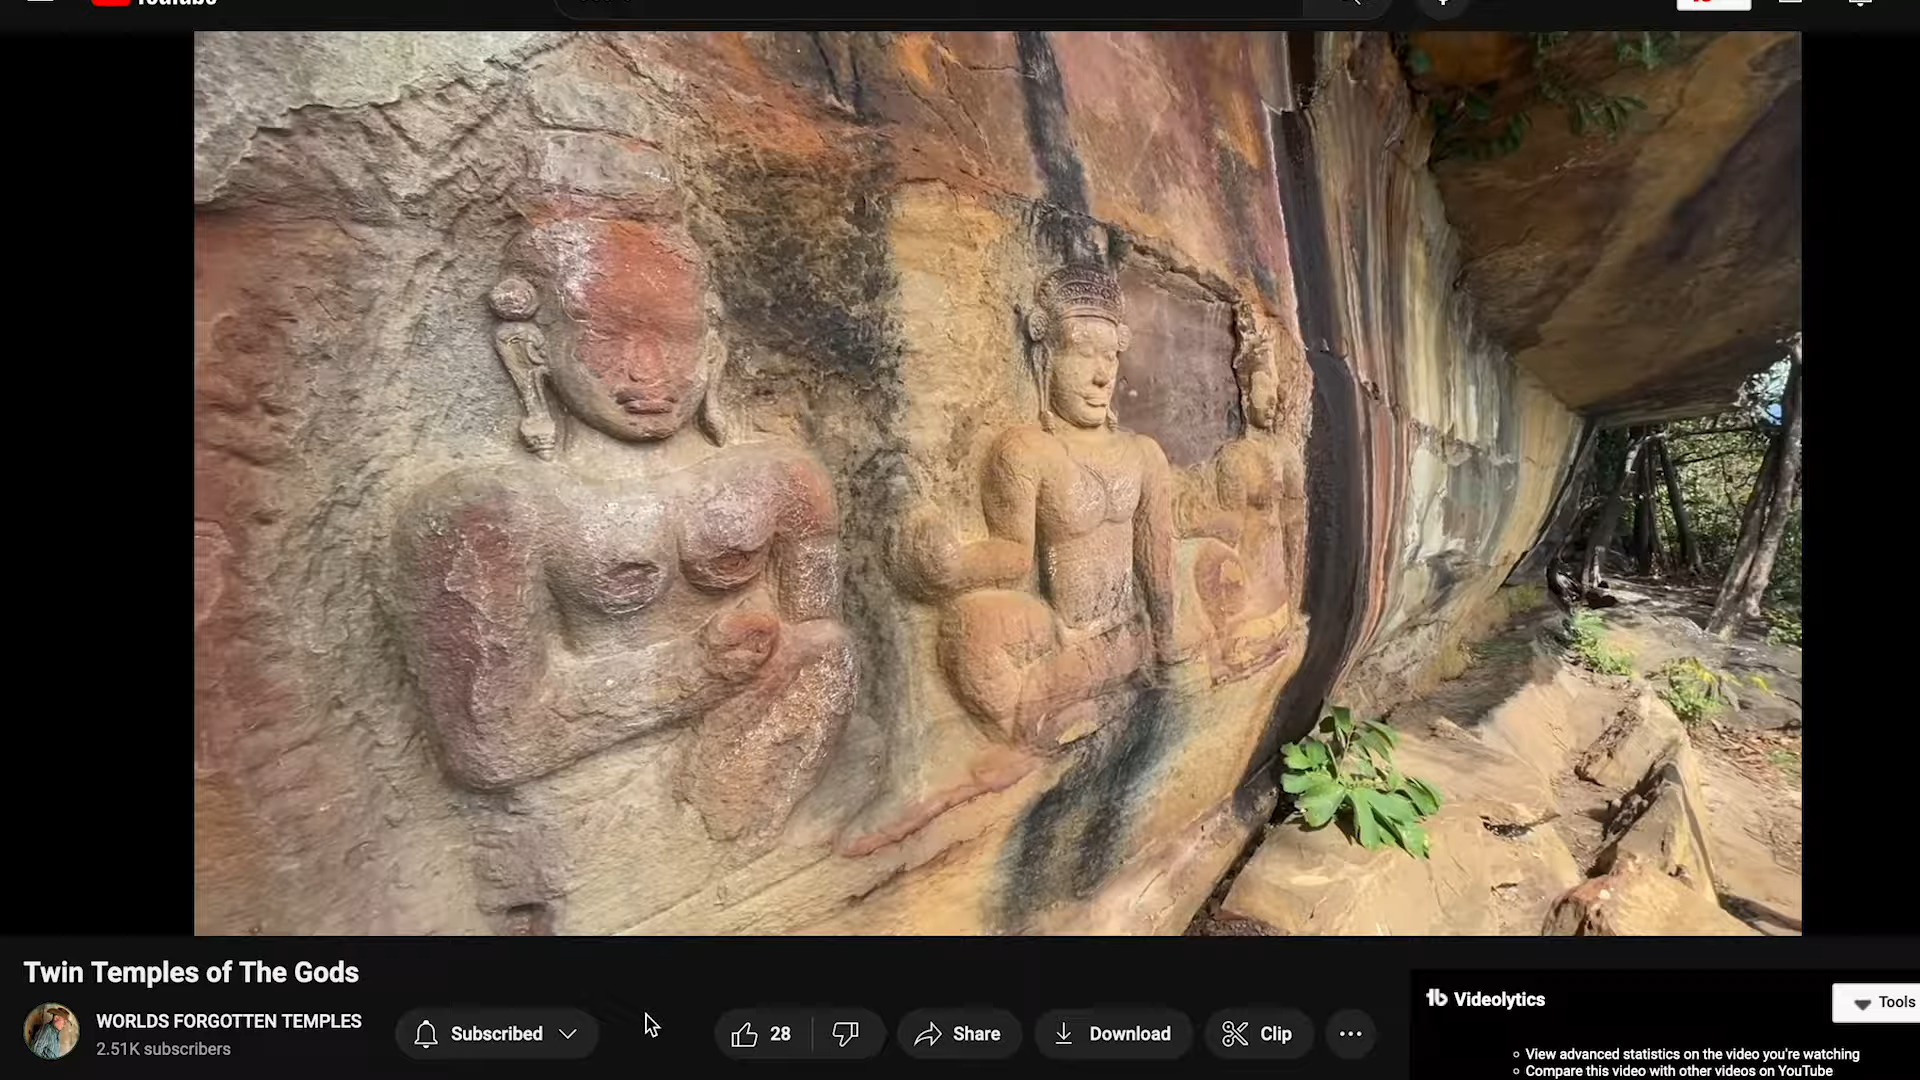 Twin Temples of The Gods
WORLDS FORGOTTEN TEMPLES
2.51K subscribers
Subscribed
28
Share
Download
Clip
Videolytics
Tools
View advanced statistics on the video you're watching
Compare this video with other videos on YouTube